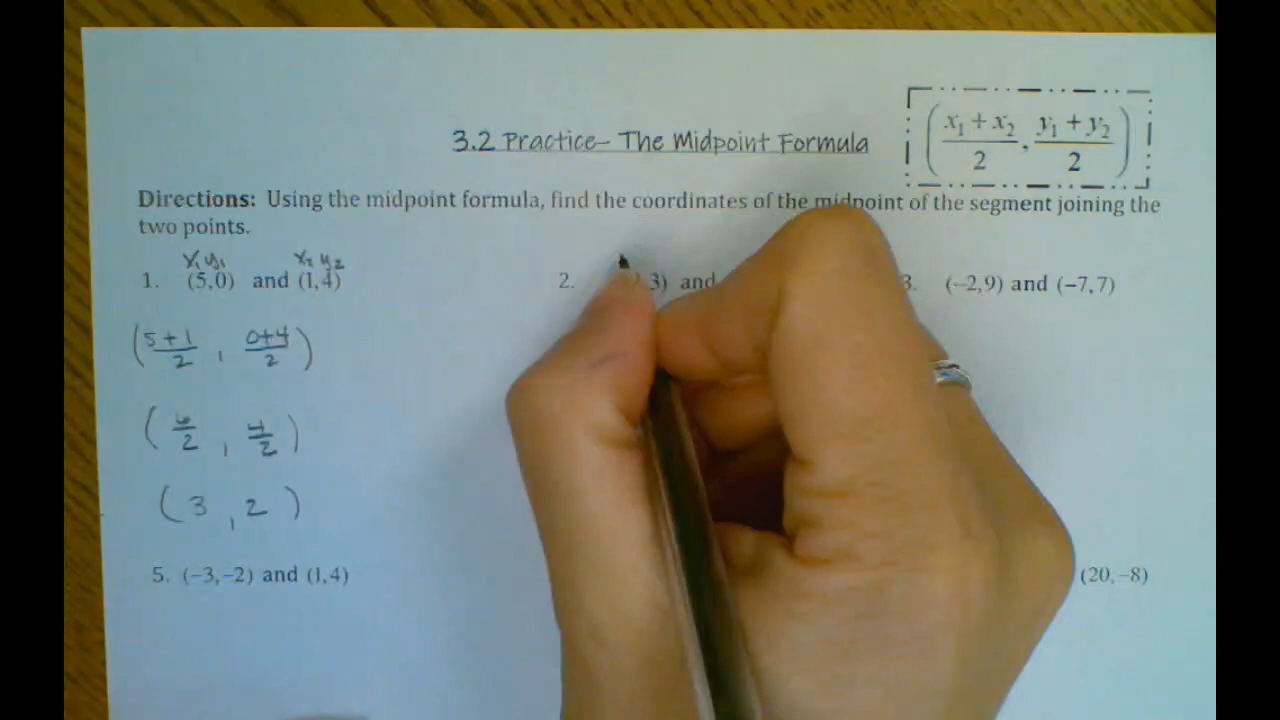 3.2 Practice– The Midpoint Formula
(x₁ + x₂ / 2, y₁ + y₂ / 2)
Directions: Using the midpoint formula, find the coordinates of the midpoint of the segment joining the
two points.
x₁ y₁ x₂ y₂
1. (5,0) and (1,4)
2. 3) and
3. (−2,9) and (−7,7)
(5+1 / 2, 0+4 / 2)
(6/2, 4/2)
(3, 2)
5. (−3,−2) and (1,4)
(20,−8)